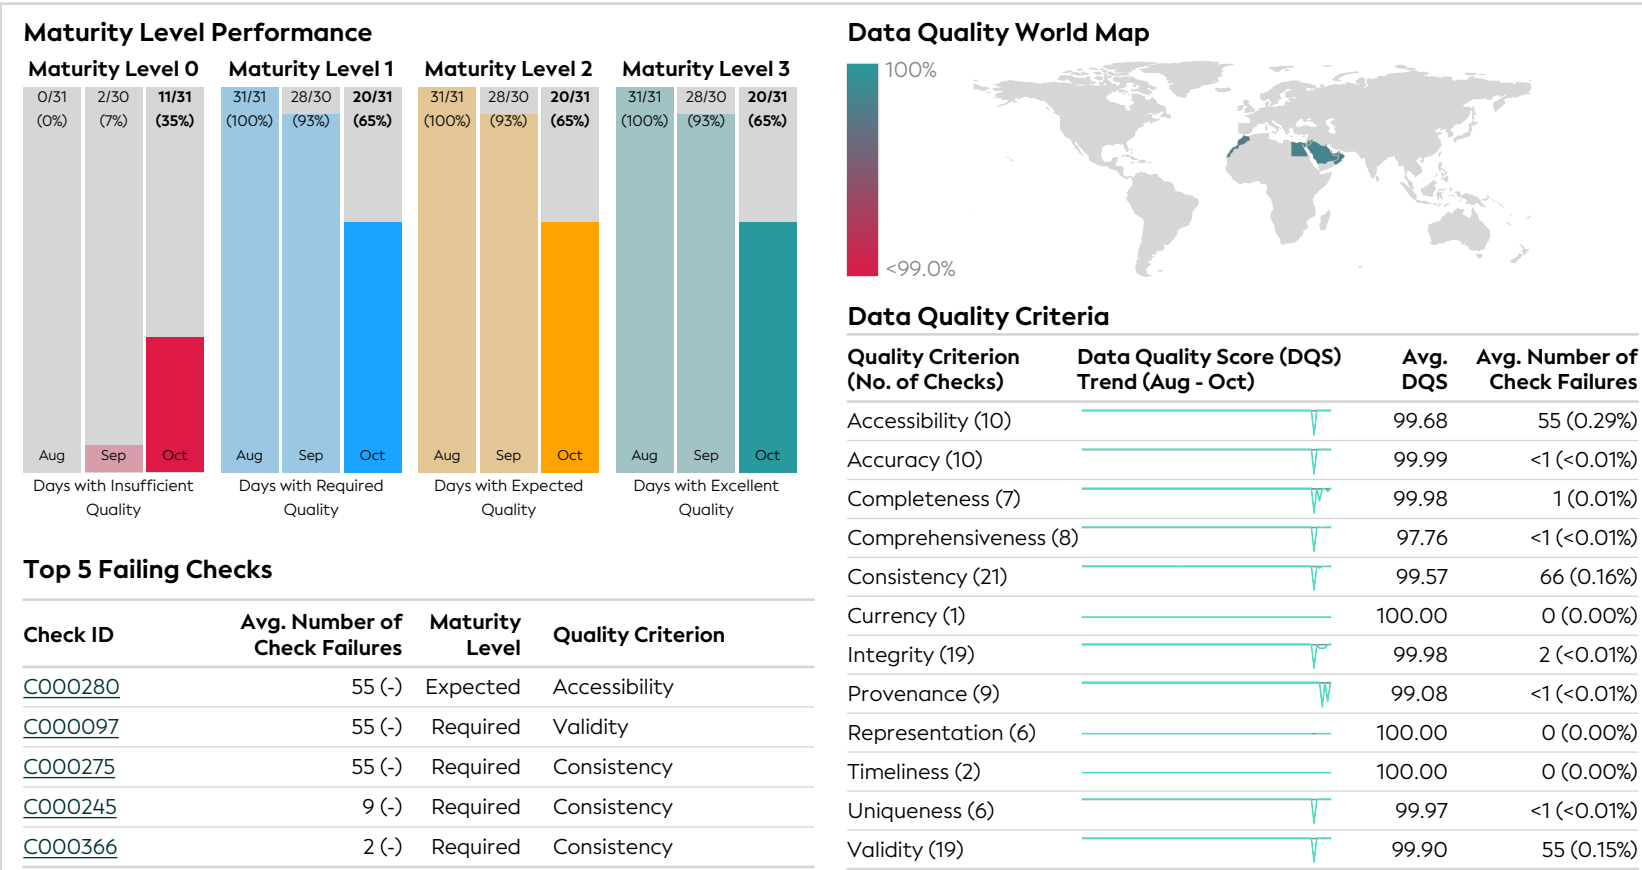 Maturity Level Performance
Maturity Level 0 Maturity Level 1 Maturity Level 2 Maturity Level 3
0/31 2/30 11/31 31/31 28/30 20/31 31/31 28/30 20/31 31/31 28/30 20/31
(0%) (7%) (35%) (100%) (93%) (65%) (100%) (93%) (65%) (100%) (93%) (65%)
Aug Sep Oct Aug Sep Oct Aug Sep Oct Aug Sep Oct
Days with Insufficient Days with Required Days with Expected Days with Excellent
Quality Quality Quality Quality
Top 5 Failing Checks
Avg. Number of Maturity
Check ID Check Failures Level Quality Criterion
C000280 55 (-) Expected Accessibility
C000097 55 (-) Required Validity
C000275 55 (-) Required Consistency
C000245 9 (-) Required Consistency
C000366 2 (-) Required Consistency
Data Quality World Map
100%
<99.0%
Data Quality Criteria
Quality Criterion Data Quality Score (DQS) Avg. Avg. Number of
(No. of Checks) Trend (Aug - Oct) DQS Check Failures
Accessibility (10) 99.68 55 (0.29%)
Accuracy (10) 99.99 <1 (<0.01%)
Completeness (7) 99.98 1 (0.01%)
Comprehensiveness (8) 97.76 <1 (<0.01%)
Consistency (21) 99.57 66 (0.16%)
Currency (1) 100.00 0 (0.00%)
Integrity (19) 99.98 2 (<0.01%)
Provenance (9) 99.08 <1 (<0.01%)
Representation (6) 100.00 0 (0.00%)
Timeliness (2) 100.00 0 (0.00%)
Uniqueness (6) 99.97 <1 (<0.01%)
Validity (19) 99.90 55 (0.15%)